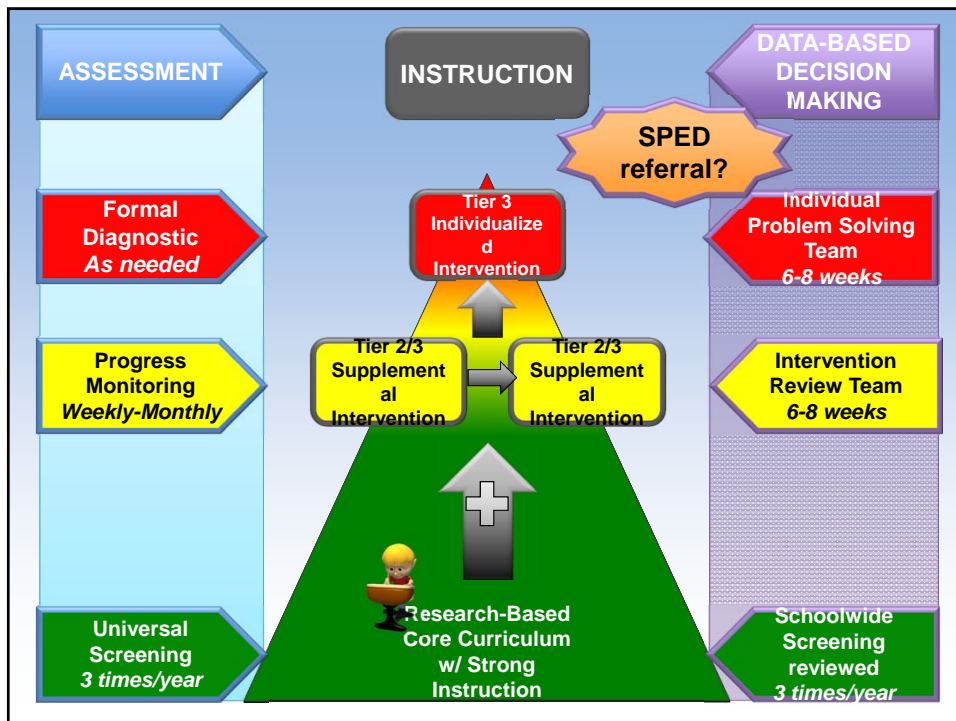 ASSESSMENT
INSTRUCTION
DATA-BASED
DECISION
MAKING
SPED
referral?
Formal
Diagnostic
As needed
Tier 3
Individualize
d
Intervention
Individual
Problem Solving
Team
6-8 weeks
Progress
Monitoring
Weekly-Monthly
Tier 2/3
Supplement
al
Intervention
Tier 2/3
Supplement
al
Intervention
Intervention
Review Team
6-8 weeks
Universal
Screening
3 times/year
Research-Based
Core Curriculum
w/ Strong
Instruction
Schoolwide
Screening
reviewed
3 times/year